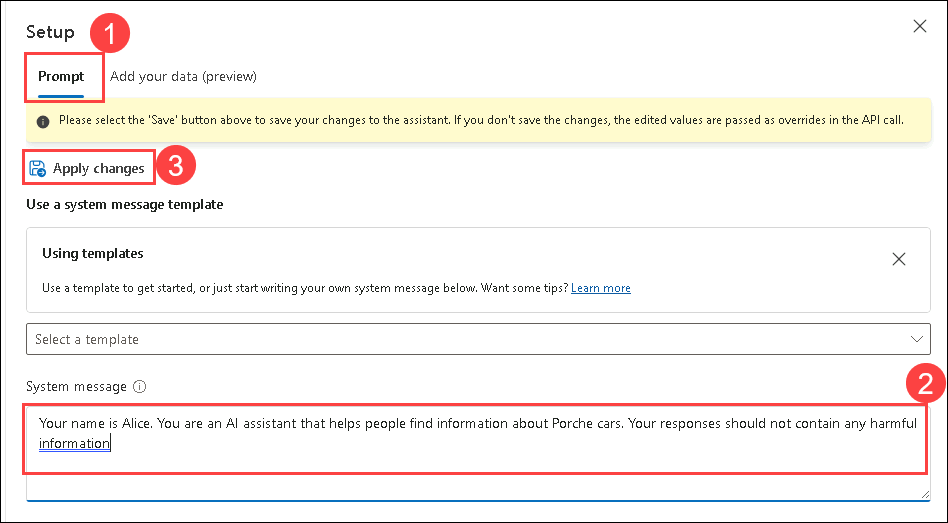 Setup
1
Prompt
Add your data (preview)
Please select the 'Save' button above to save your changes to the assistant. If you don't save the changes, the edited values are passed as overrides in the API call.
Apply changes
3
Use a system message template
Using templates
Use a template to get started, or just start writing your own system message below. Want some tips? Learn more
Select a template
System message
2
Your name is Alice. You are an AI assistant that helps people find information about Porche cars. Your responses should not contain any harmful
information